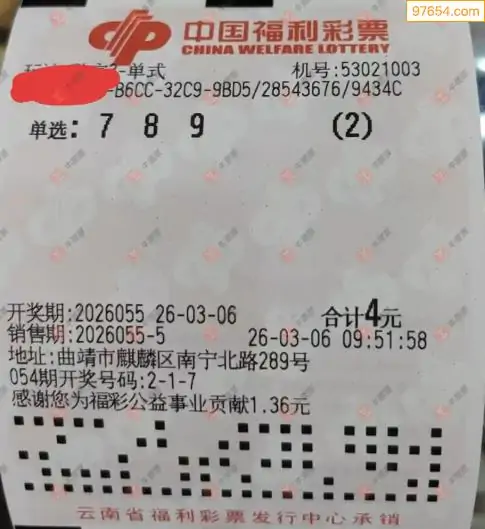 97654.com
中国福利彩票
CHINA WELFARE LOTTERY
3-单式 机号:53021003
-B6CC-32C9-9BD5/28543676/9434C
单选: 7 8 9 (2)
开奖期:2026055 26-03-06 合计4元
销售期:2026055-5 26-03-06 09:51:58
地址:曲靖市麒麟区南宁北路289号
054期开奖号码:2-1-7
感谢您为福彩公益事业贡献1.36元
云南省福利彩票发行中心承销